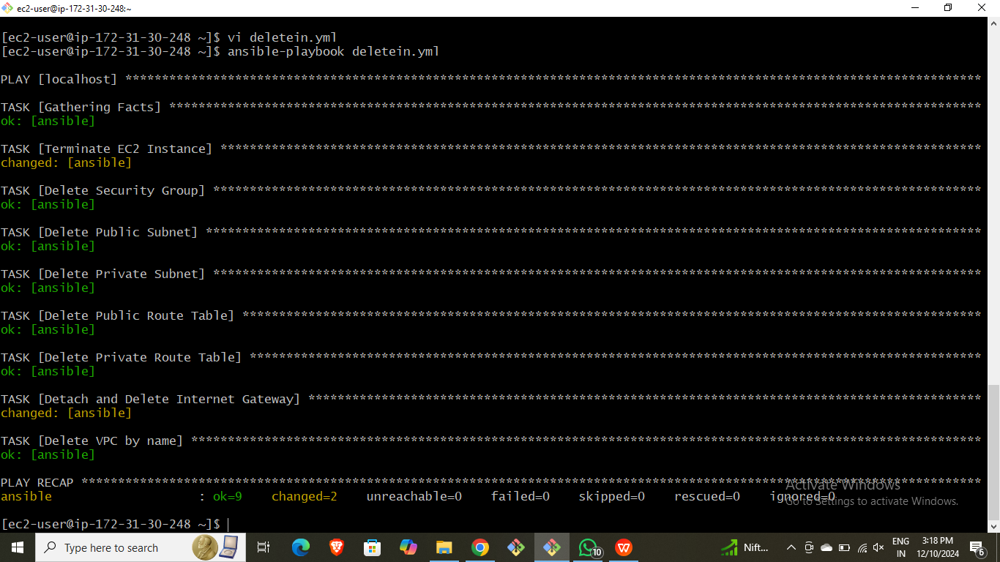 ec2-user@ip-172-31-30-248:~
[ec2-user@ip-172-31-30-248 ~]$ vi deletein.yml
[ec2-user@ip-172-31-30-248 ~]$ ansible-playbook deletein.yml
PLAY [localhost] *********************************************************************************************************************
TASK [Gathering Facts] ***************************************************************************************************************
ok: [ansible]
TASK [Terminate EC2 Instance] ********************************************************************************************************
changed: [ansible]
TASK [Delete Security Group] *********************************************************************************************************
ok: [ansible]
TASK [Delete Public Subnet] **********************************************************************************************************
ok: [ansible]
TASK [Delete Private Subnet] *********************************************************************************************************
ok: [ansible]
TASK [Delete Public Route Table] *****************************************************************************************************
ok: [ansible]
TASK [Delete Private Route Table] ****************************************************************************************************
ok: [ansible]
TASK [Detach and Delete Internet Gateway] ********************************************************************************************
changed: [ansible]
TASK [Delete VPC by name] ************************************************************************************************************
ok: [ansible]
PLAY RECAP ***************************************************************************************************************************
ansible : ok=9 changed=2 unreachable=0 failed=0 skipped=0 rescued=0 ignored=0
Activate Windows
Go to Settings to activate Windows.
[ec2-user@ip-172-31-30-248 ~]$
Type here to search
10
Nift...
ENG
IN
3:18 PM
12/10/2024
6